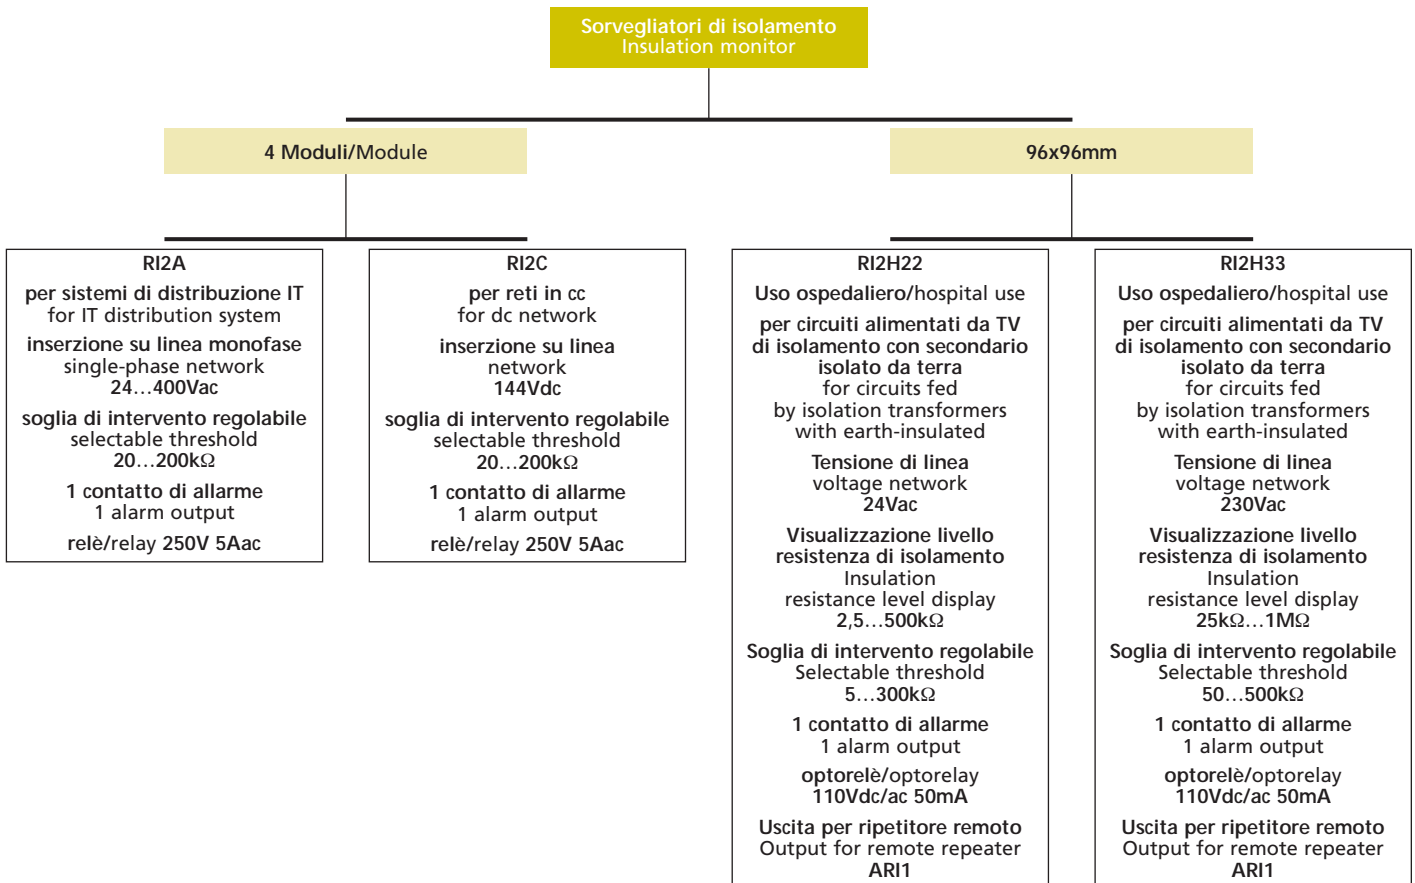 Sorvegliatori di isolamento
Insulation monitor
4 Moduli/Module
96x96mm
RI2A
per sistemi di distribuzione IT
for IT distribution system
inserzione su linea monofase
single-phase network
24...400Vac
soglia di intervento regolabile
selectable threshold
20...200kΩ
1 contatto di allarme
1 alarm output
relè/relay 250V 5Aac
RI2C
per reti in cc
for dc network
inserzione su linea
network
144Vdc
soglia di intervento regolabile
selectable threshold
20...200kΩ
1 contatto di allarme
1 alarm output
relè/relay 250V 5Aac
RI2H22
Uso ospedaliero/hospital use
per circuiti alimentati da TV
di isolamento con secondario
isolato da terra
for circuits fed
by isolation transformers
with earth-insulated
Tensione di linea
voltage network
24Vac
Visualizzazione livello
resistenza di isolamento
Insulation
resistance level display
2,5...500kΩ
Soglia di intervento regolabile
Selectable threshold
5...300kΩ
1 contatto di allarme
1 alarm output
optorelè/optorelay
110Vdc/ac 50mA
Uscita per ripetitore remoto
Output for remote repeater
ARI1
RI2H33
Uso ospedaliero/hospital use
per circuiti alimentati da TV
di isolamento con secondario
isolato da terra
for circuits fed
by isolation transformers
with earth-insulated
Tensione di linea
voltage network
230Vac
Visualizzazione livello
resistenza di isolamento
Insulation
resistance level display
25kΩ...1MΩ
Soglia di intervento regolabile
Selectable threshold
50...500kΩ
1 contatto di allarme
1 alarm output
optorelè/optorelay
110Vdc/ac 50mA
Uscita per ripetitore remoto
Output for remote repeater
ARI1